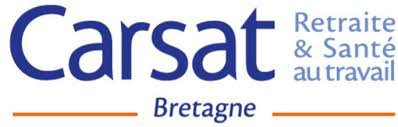 Carsat
Retraite
& Santé
au travail
Bretagne